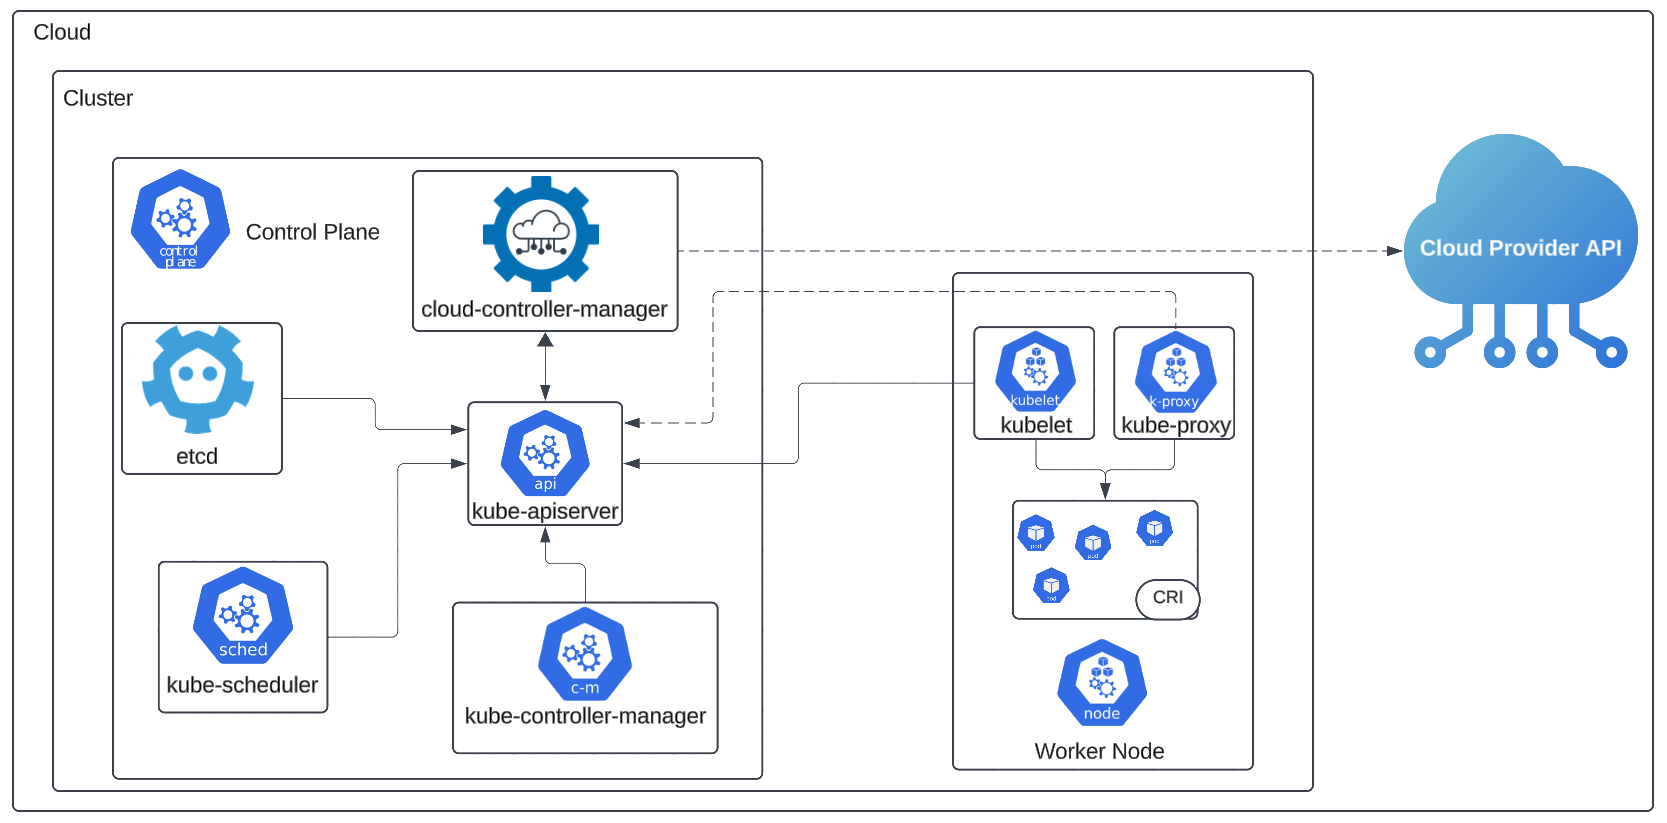 Cloud
Cluster
control
plane
Control Plane
cloud-controller-manager
Cloud Provider API
etcd
api
kube-apiserver
kubelet
kubelet
k-proxy
kube-proxy
pod
pod
pod
pod
CRI
sched
kube-scheduler
c-m
kube-controller-manager
node
Worker Node